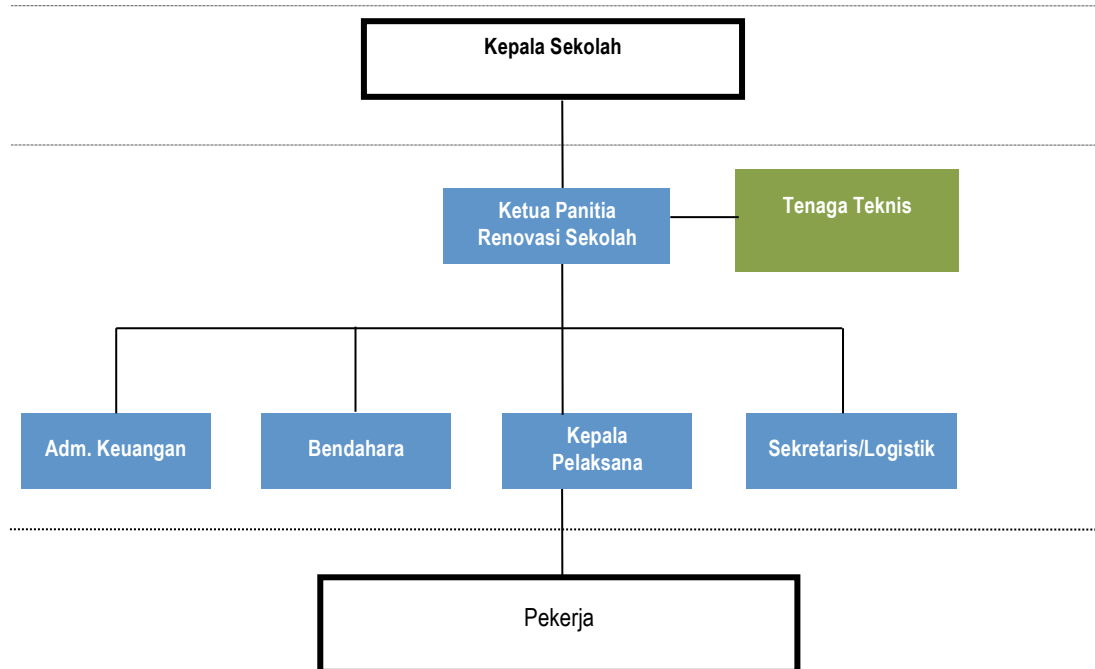 Kepala Sekolah
Ketua Panitia
Renovasi Sekolah
Tenaga Teknis
Adm. Keuangan
Bendahara
Kepala
Pelaksana
Sekretaris/Logistik
Pekerja